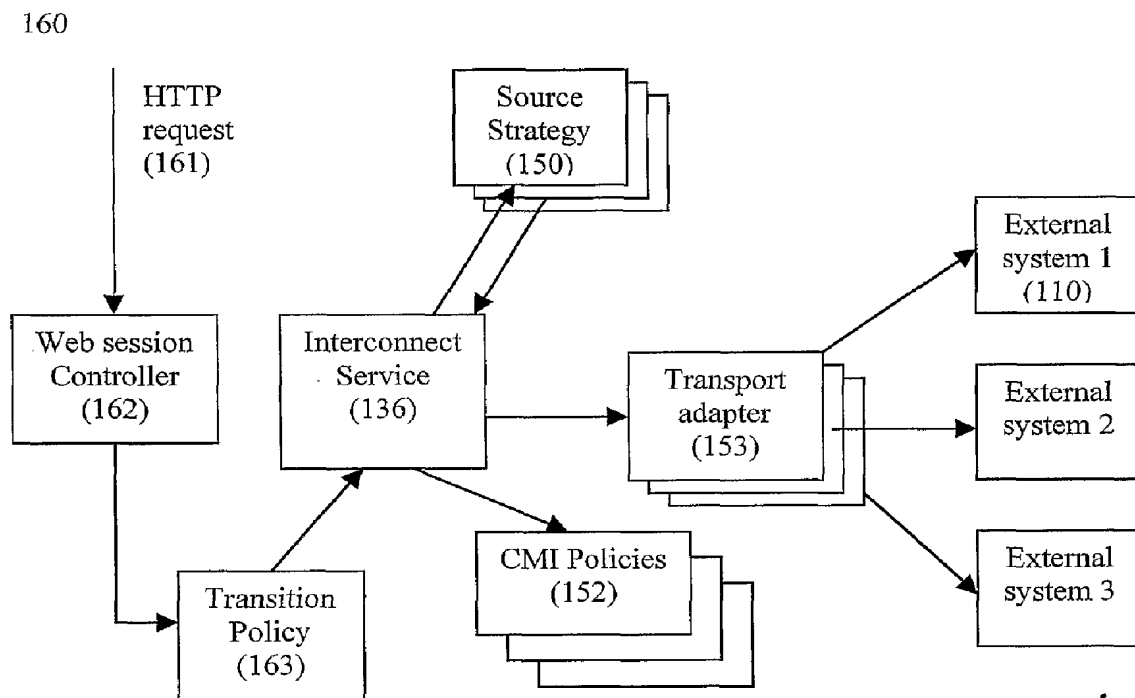 160
HTTP
request
(161)
Source
Strategy
(150)
External
system 1
(110)
Web session
Controller
(162)
Interconnect
Service
(136)
Transport
adapter
(153)
External
system 2
CMI Policies
(152)
External
system 3
Transition
Policy
(163)